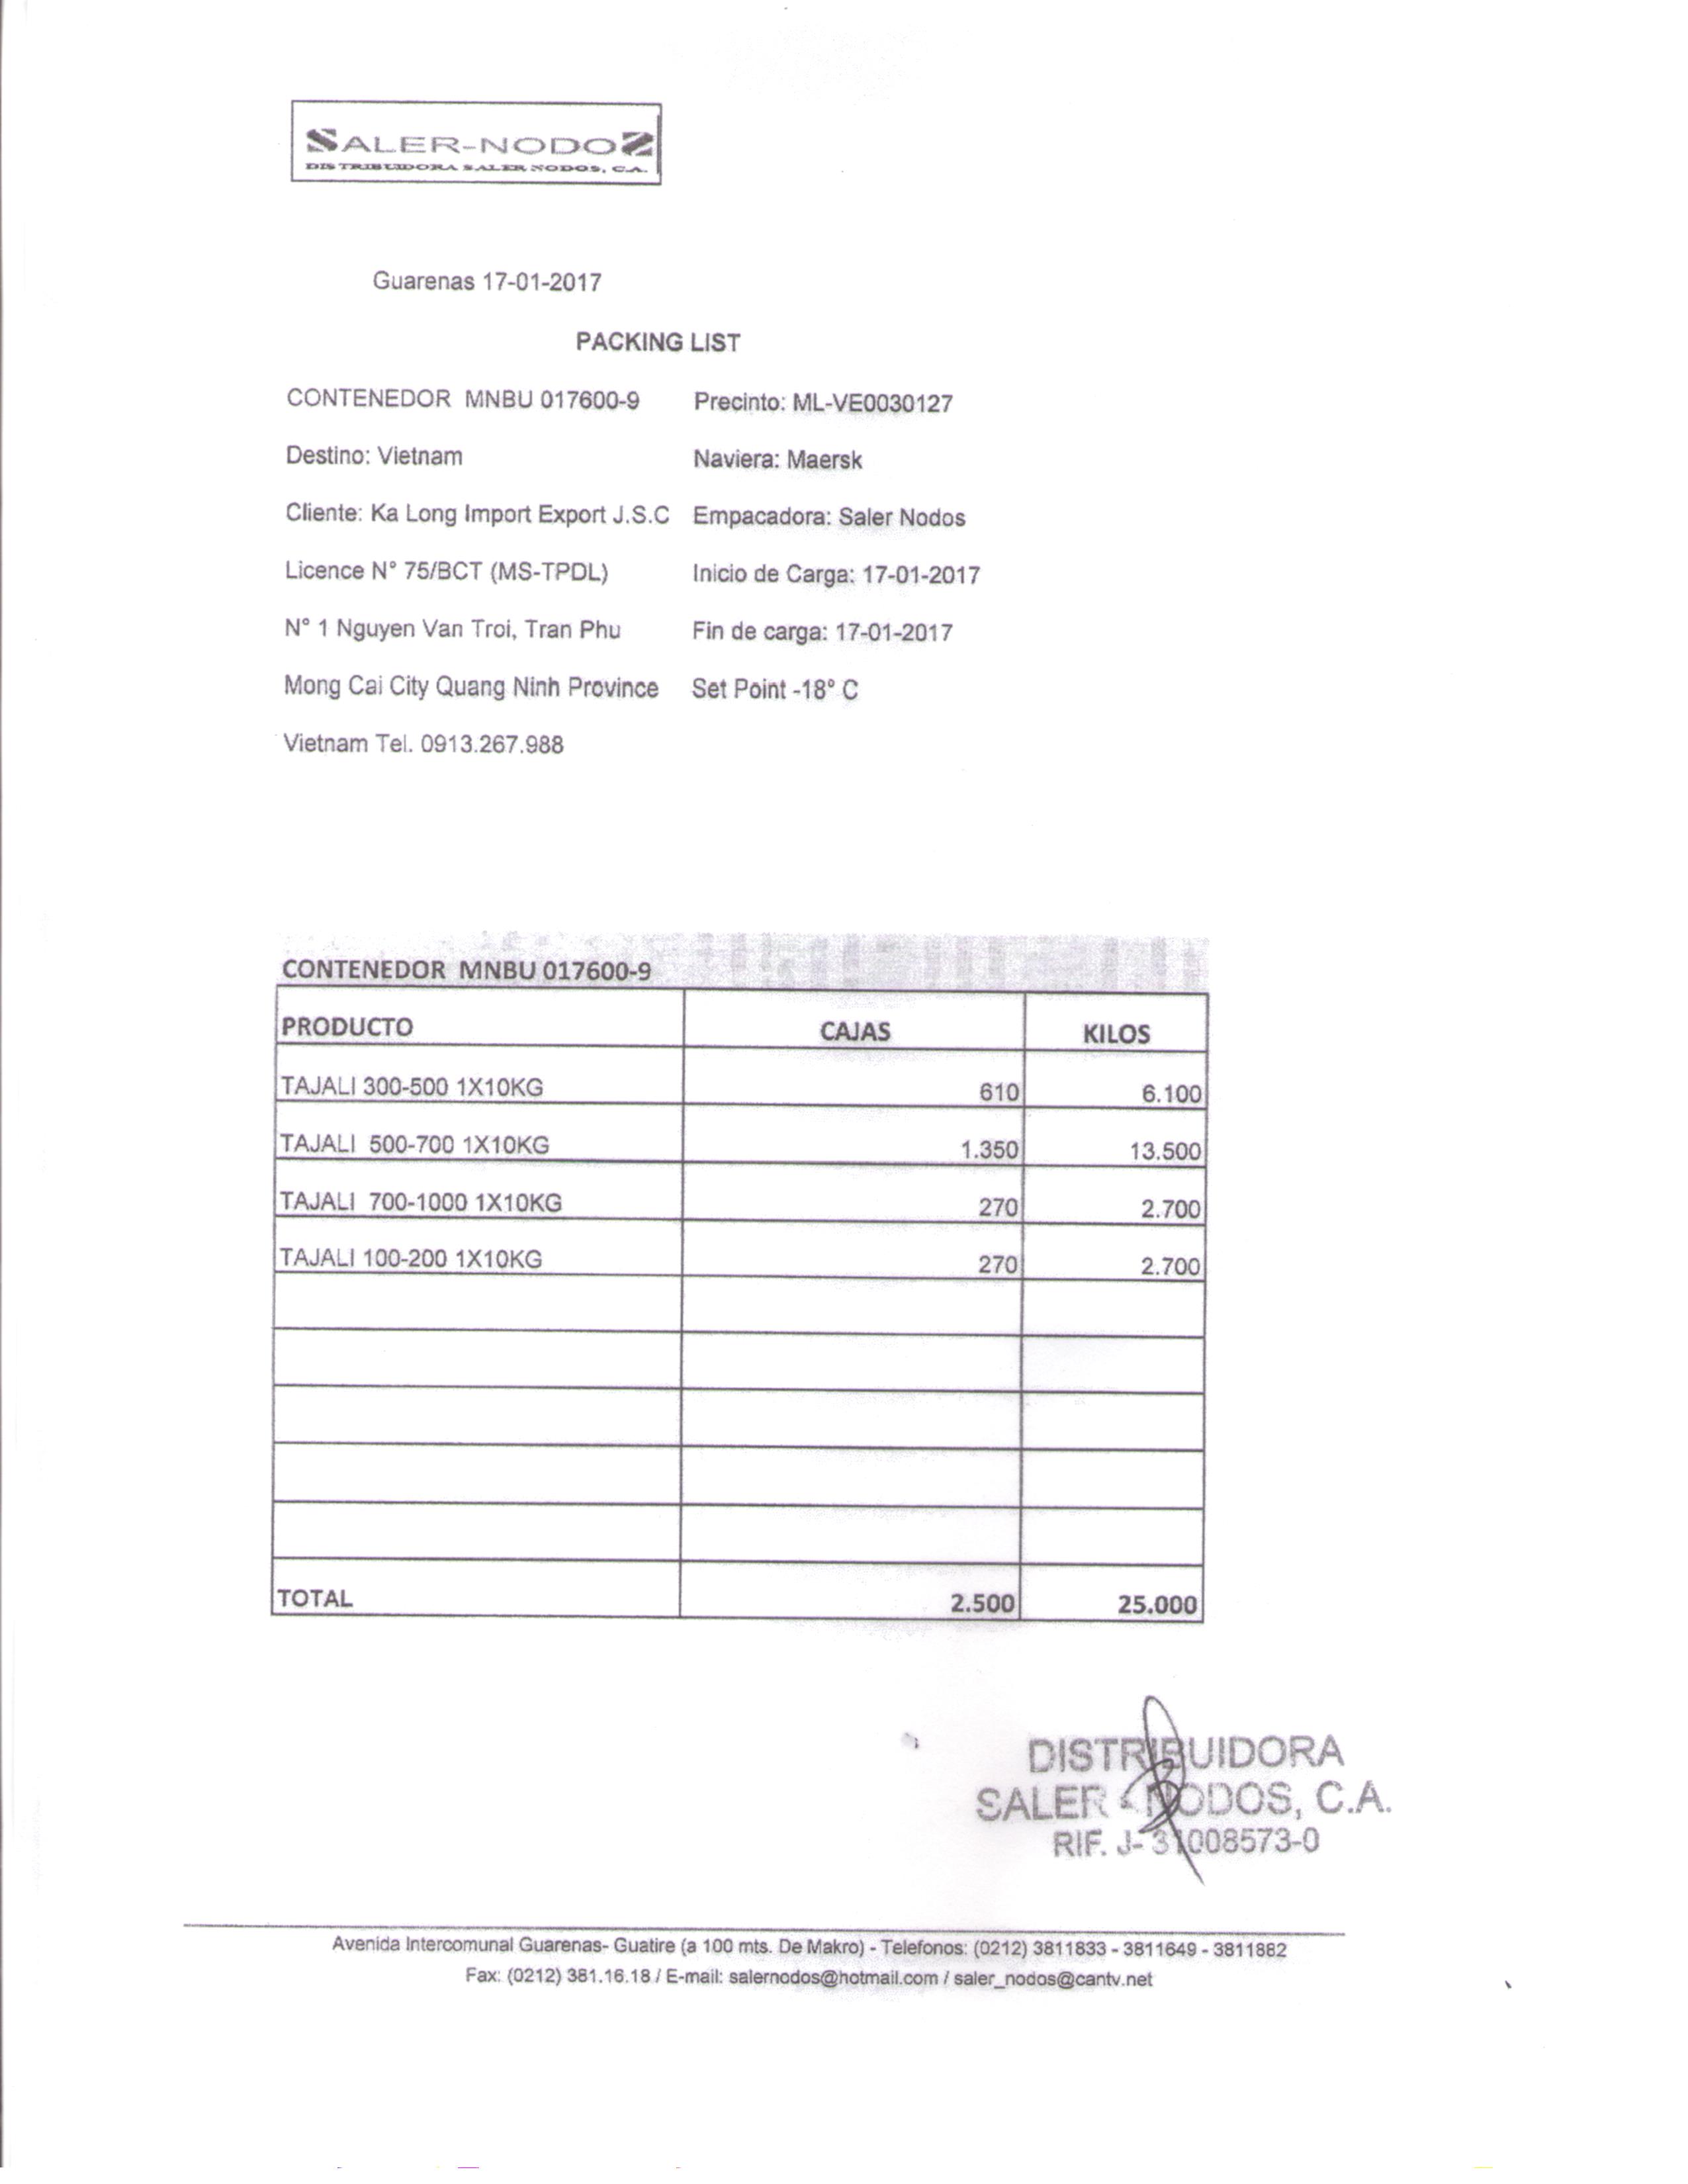 SALER-NODOS
DISTRIBUIDORA SALER NODOS, C.A.
Guarenas 17-01-2017
PACKING LIST
CONTENEDOR MNBU 017600-9 Precinto: ML-VE0030127
Destino: Vietnam Naviera: Maersk
Cliente: Ka Long Import Export J.S.C Empacadora: Saler Nodos
Licence N° 75/BCT (MS-TPDL) Inicio de Carga: 17-01-2017
N° 1 Nguyen Van Troi, Tran Phu Fin de carga: 17-01-2017
Mong Cai City Quang Ninh Province Set Point -18° C
Vietnam Tel. 0913.267.988
CONTENEDOR MNBU 017600-9
PRODUCTO CAJAS KILOS
TAJALI 300-500 1X10KG 610 6.100
TAJALI 500-700 1X10KG 1.350 13.500
TAJALI 700-1000 1X10KG 270 2.700
TAJALI 100-200 1X10KG 270 2.700
TOTAL 2.500 25.000
DISTRIBUIDORA
SALER - NODOS, C.A.
RIF. J- 31008573-0
Avenida Intercomunal Guarenas- Guatire (a 100 mts. De Makro) - Telefonos: (0212) 3811833 - 3811649 - 3811882
Fax: (0212) 381.16.18 / E-mail: salernodos@hotmail.com / saler_nodos@cantv.net